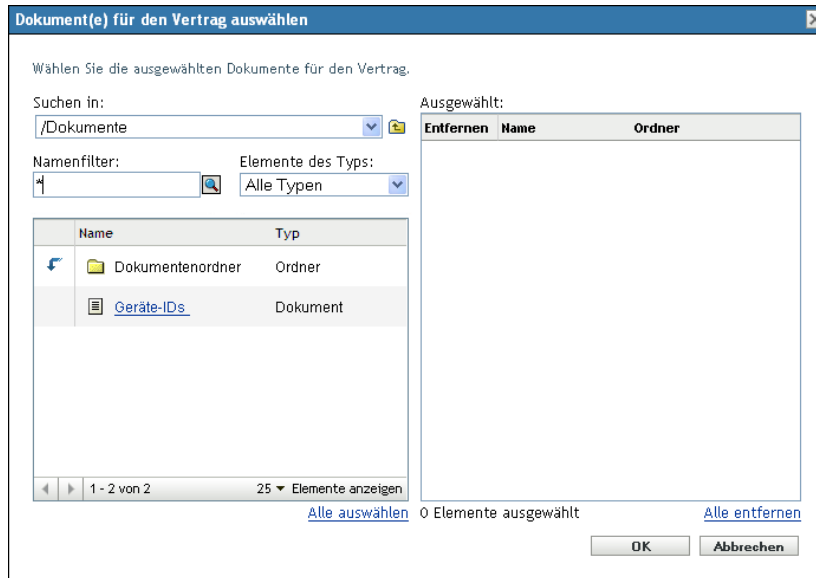 Dokument(e) für den Vertrag auswählen
Wählen Sie die ausgewählten Dokumente für den Vertrag.
Suchen in:
/Dokumente
Namenfilter:
Elemente des Typs:
*
Alle Typen
Name Typ
Dokumentenordner Ordner
Geräte-IDs Dokument
1 - 2 von 2 25 Elemente anzeigen
Alle auswählen
Ausgewählt:
Entfernen Name Ordner
0 Elemente ausgewählt Alle entfernen
OK Abbrechen